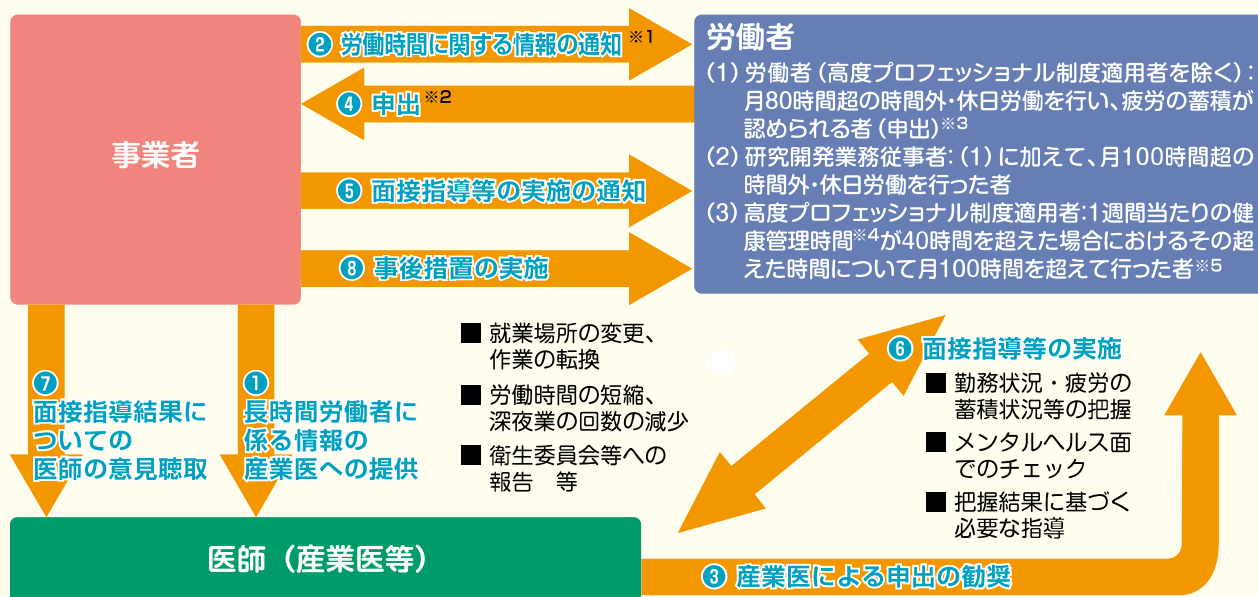 事業者
❷ 労働時間に関する情報の通知※1
❹ 申出※2
❺ 面接指導等の実施の通知
❽ 事後措置の実施
労働者
(1) 労働者(高度プロフェッショナル制度適用者を除く):
月80時間超の時間外・休日労働を行い、疲労の蓄積が
認められる者(申出)※3
(2) 研究開発業務従事者:(1)に加えて、月100時間超の
時間外・休日労働を行った者
(3) 高度プロフェッショナル制度適用者:1週間当たりの健
康管理時間※4が40時間を超えた場合におけるその超
えた時間について月100時間を超えて行った者※5
❼
面接指導結果に
ついての
医師の意見聴取
❶
長時間労働者に
係る情報の
産業医への提供
■ 就業場所の変更、
作業の転換
■ 労働時間の短縮、
深夜業の回数の減少
■ 衛生委員会等への
報告 等
❻ 面接指導等の実施
■ 勤務状況・疲労の
蓄積状況等の把握
■ メンタルヘルス面
でのチェック
■ 把握結果に基づく
必要な指導
医師(産業医等)
❸ 産業医による申出の勧奨